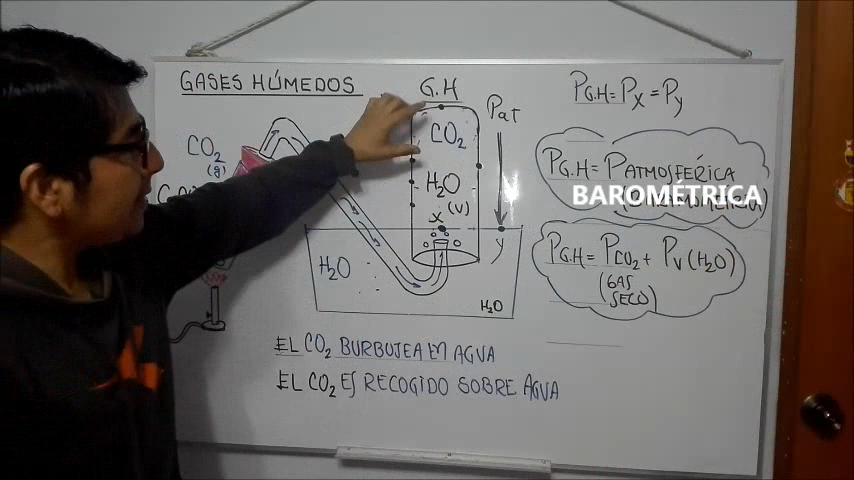 GASES HÚMEDOS
G.H
PAT
PG.H = PX = PY
CO2
(g)
CO2
H2O
(V)
X
y
H2O
H2O
PG.H = PATMOSFÉRICA
BAROMÉTRICA
PG.H = PCO2 + PV (H2O)
(GAS
SECO)
EL CO2 BURBUJEA EN AGUA
EL CO2 ES RECOGIDO SOBRE AGUA